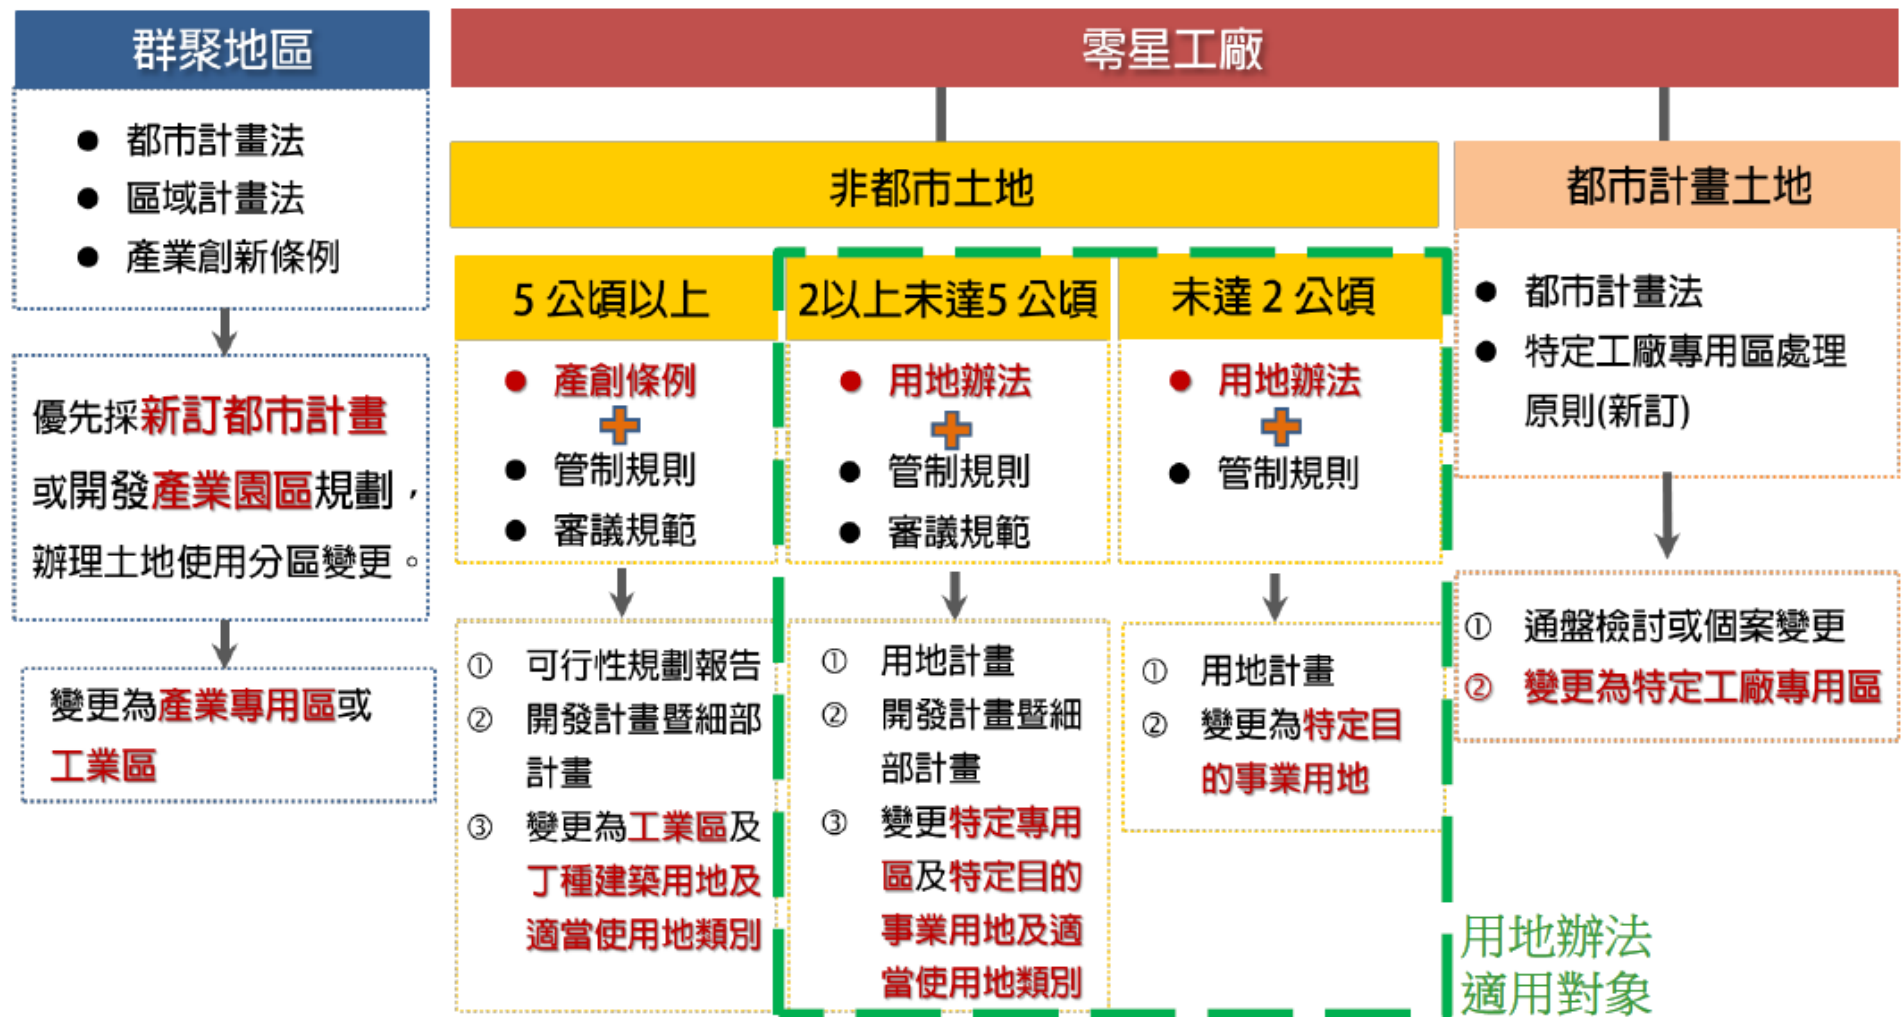 群聚地區
● 都市計畫法
● 區域計畫法
● 產業創新條例
優先採新訂都市計畫
或開發產業園區規劃，
辦理土地使用分區變更。
變更為產業專用區或
工業區
零星工廠
非都市土地
5 公頃以上
● 產創條例
● 管制規則
● 審議規範
① 可行性規劃報告
② 開發計畫暨細部
計畫
③ 變更為工業區及
丁種建築用地及
適當使用地類別
2以上未達5 公頃
● 用地辦法
● 管制規則
● 審議規範
① 用地計畫
② 開發計畫暨細
部計畫
③ 變更特定專用
區及特定目的
事業用地及適
當使用地類別
未達 2 公頃
● 用地辦法
● 管制規則
① 用地計畫
② 變更為特定目
的事業用地
都市計畫土地
● 都市計畫法
● 特定工廠專用區處理
原則(新訂)
① 通盤檢討或個案變更
② 變更為特定工廠專用區
用地辦法
適用對象